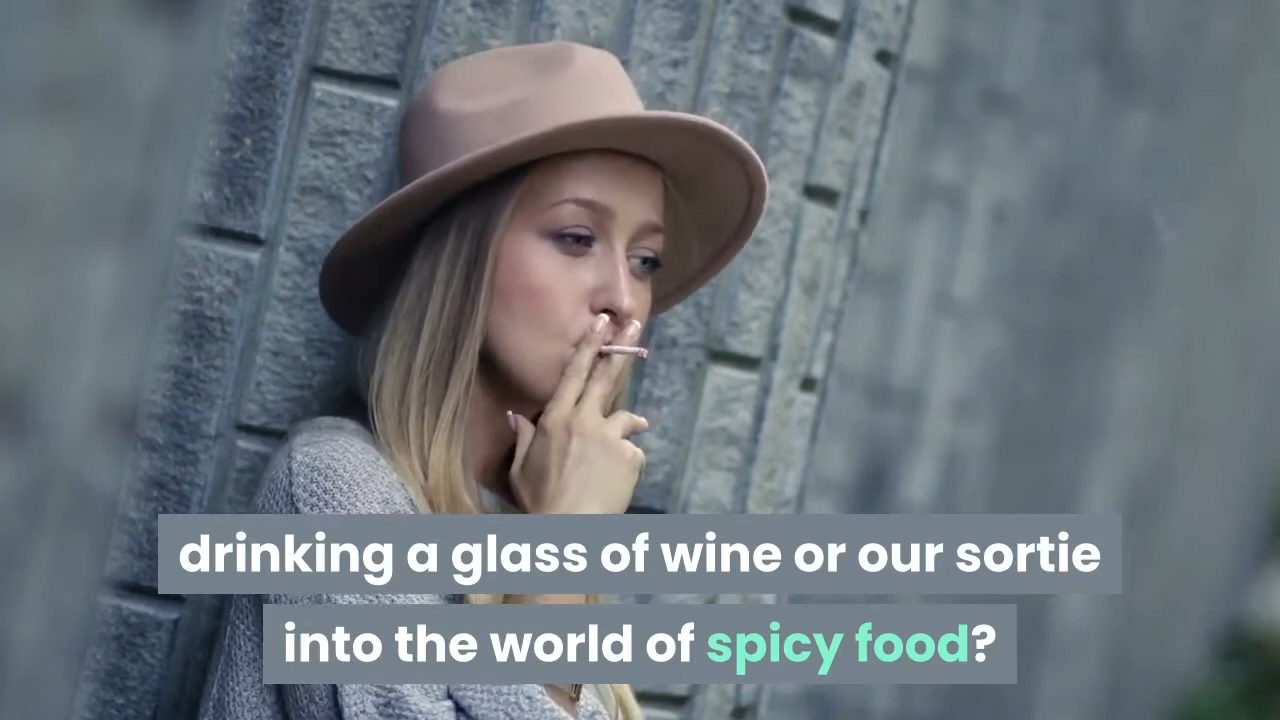 drinking a glass of wine or our sortie
into the world of spicy food?